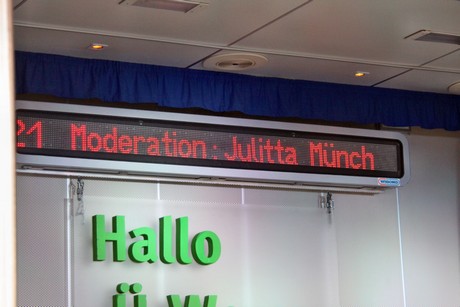 21 Moderation: Julitta Münch
Hallo